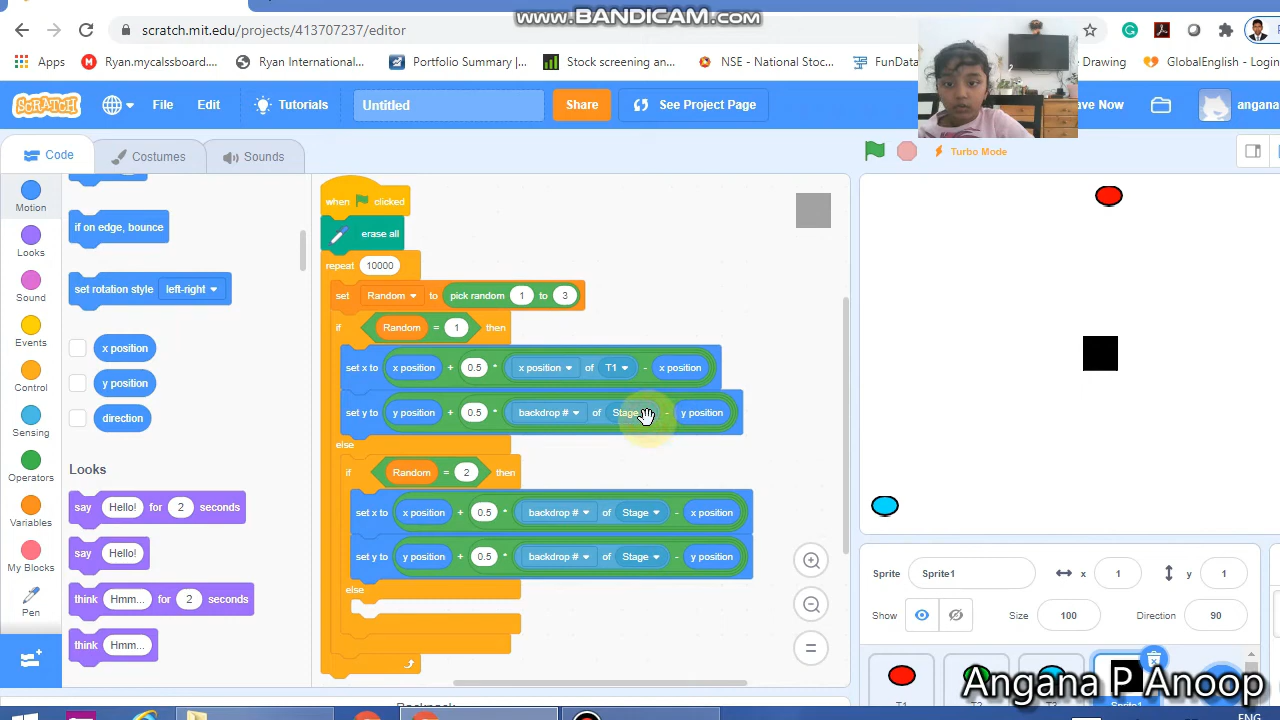 www.BANDICAM.com
scratch.mit.edu/projects/413707237/editor
Apps
Ryan.mycalssboard....
Ryan International...
Portfolio Summary |...
Stock screening an...
NSE - National Stoc...
FunData
Drawing
GlobalEnglish - Login
SCRATCH
File
Edit
Tutorials
Untitled
Share
See Project Page
ve Now
angana
Code
Costumes
Sounds
Turbo Mode
Motion
Looks
Sound
Events
Control
Sensing
Operators
Variables
My Blocks
Pen
if on edge, bounce
set rotation style left-right
x position
y position
direction
Looks
say Hello! for 2 seconds
say Hello!
think Hmm... for 2 seconds
think Hmm...
when clicked
erase all
repeat 10000
set Random to pick random 1 to 3
if Random = 1 then
set x to x position + 0.5 * x position of T1 - x position
set y to y position + 0.5 * backdrop # of Stage - y position
else
if Random = 2 then
set x to x position + 0.5 * backdrop # of Stage - x position
set y to y position + 0.5 * backdrop # of Stage - y position
else
Sprite Sprite1 x 1 y 1
Show Size 100 Direction 90
Angana P Anoop